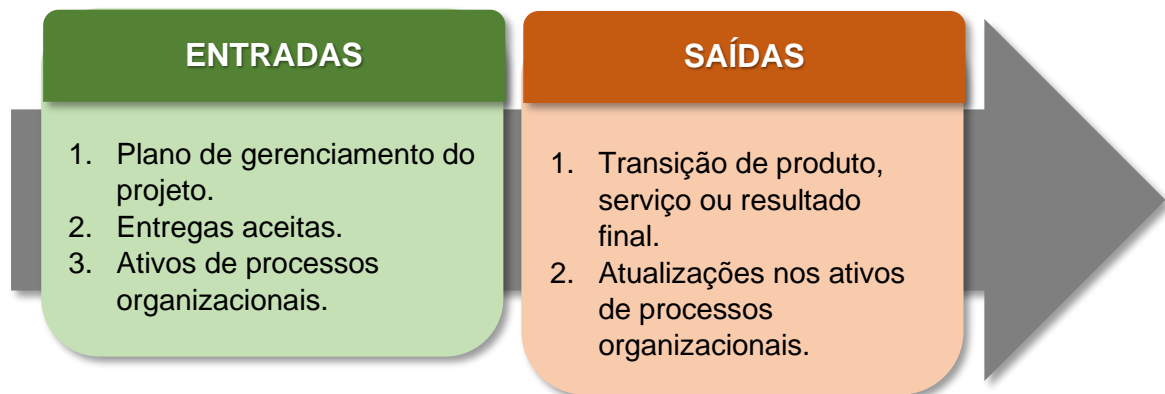 ENTRADAS
1. Plano de gerenciamento do
projeto.
2. Entregas aceitas.
3. Ativos de processos
organizacionais.
SAÍDAS
1. Transição de produto,
serviço ou resultado
final.
2. Atualizações nos ativos
de processos
organizacionais.